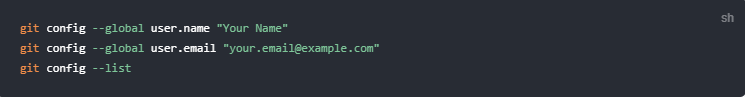 sh
git config --global user.name "Your Name"
git config --global user.email "your.email@example.com"
git config --list